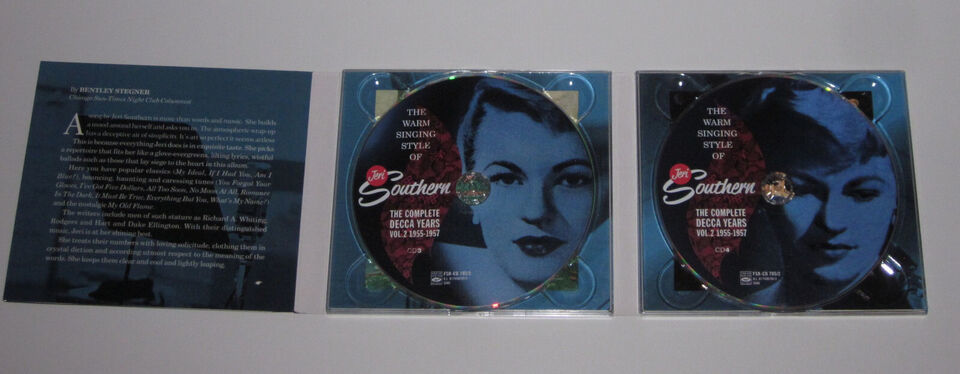 By BENTLEY STEGNER
Chicago Sun-Times Night Club Columnist
A song by Jeri Southern is more than words and music. She builds
a mood around herself and asks you in. The atmospheric wrap-up
has a deceptive air of simplicity. It's art so perfect it seems artless
This is because everything Jeri does is in exquisite taste. She picks
a repertoire that fits her like a glove-evergreens, lilting lyrics, wistful
ballads such as those that lay siege to the heart in this album.
Here you have popular classics (My Ideal, If I Had You, Am I
Blue?), bouncing, haunting and caressing tunes (You Forgot Your
Gloves, I've Got Five Dollars, All Too Soon, No Moon At All, Romance
In The Dark, It Must Be True, Everything But You, What's My Name?)
and the nostalgic My Old Flame.
The writers include men of such stature as Richard A. Whiting,
Rodgers and Hart and Duke Ellington. With their distinguished
music, Jeri is at her shining best.
She treats their numbers with loving solicitude, clothing them in
crystal diction and according utmost respect to the meaning of the
words. She keeps them clear and cool and lightly leaping.
THE
WARM
SINGING
STYLE
OF
Jeri
Southern
THE COMPLETE
DECCA YEARS
VOL.2 1955-1957
CD3
THE
WARM
SINGING
STYLE
OF
Jeri
Southern
THE COMPLETE
DECCA YEARS
VOL.2 1955-1957
CD4